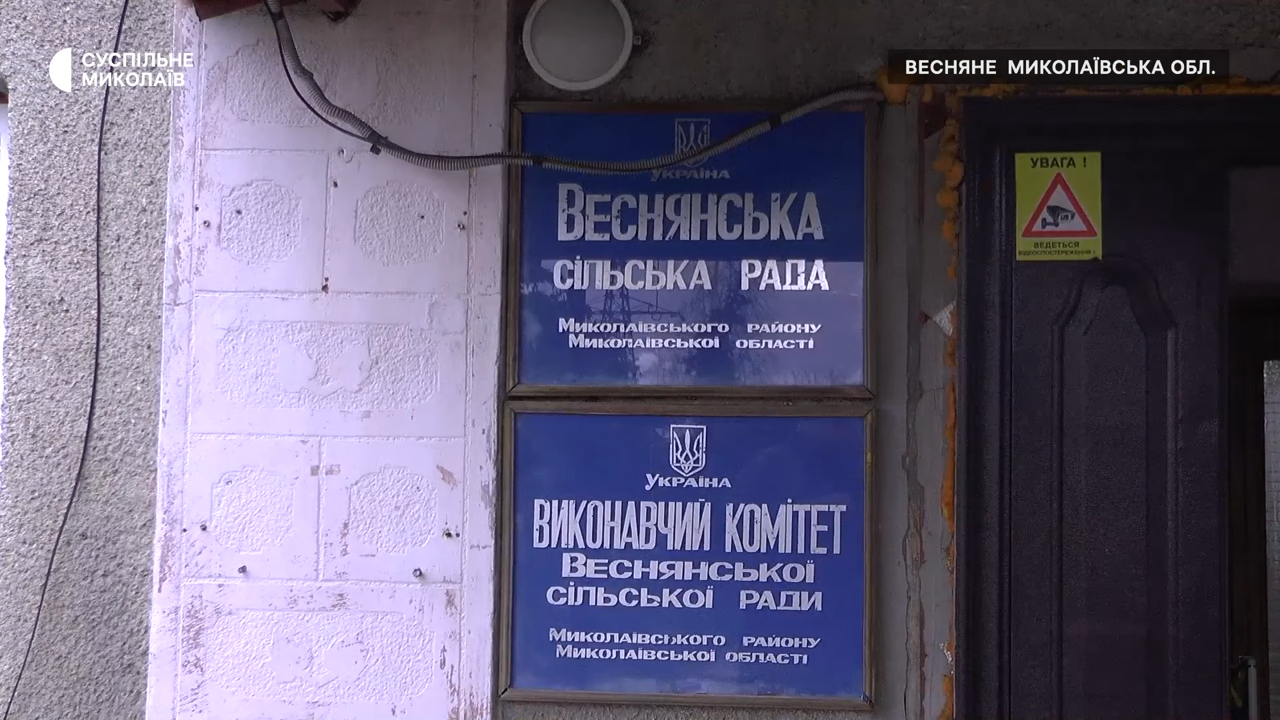 СУСПІЛЬНЕ
МИКОЛАЇВ
ВЕСНЯНЕ МИКОЛАЇВСЬКА ОБЛ.
УКРАЇНА
ВЕСНЯНСЬКА
СІЛЬСЬКА РАДА
МИКОЛАЇВСЬКОГО РАЙОНУ
МИКОЛАЇВСЬКОЇ ОБЛАСТІ
УКРАЇНА
ВИКОНАВЧИЙ КОМІТЕТ
ВЕСНЯНСЬКОЇ
СІЛЬСЬКОЇ РАДИ
МИКОЛАЇВСЬКОГО РАЙОНУ
МИКОЛАЇВСЬКОЇ ОБЛАСТІ
УВАГА !
ВЕДЕТЬСЯ
ВІДЕОСПОСТЕРЕЖЕННЯ !